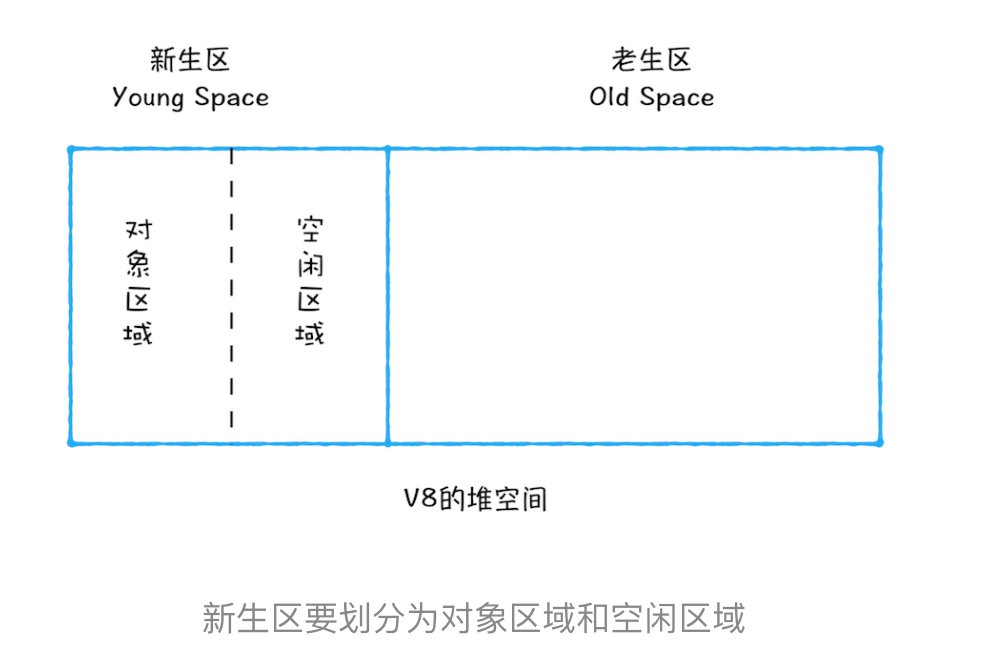 新生区
Young Space
老生区
Old Space
对象区域
空闲区域
V8的堆空间
新生区要划分为对象区域和空闲区域